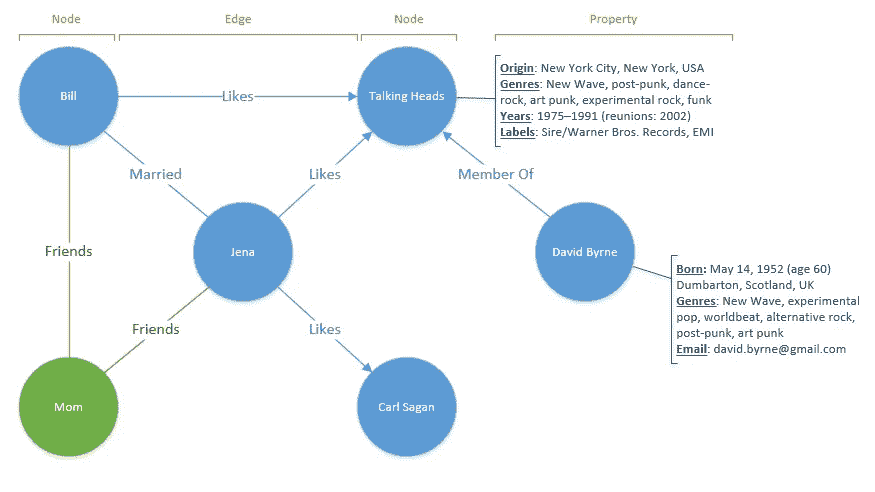 Node
Edge
Node
Property
Bill
Likes
Talking Heads
Origin: New York City, New York, USA
Genres: New Wave, post-punk, dance-
rock, art punk, experimental rock, funk
Years: 1975–1991 (reunions: 2002)
Labels: Sire/Warner Bros. Records, EMI
Married
Likes
Member Of
Friends
Jena
David Byrne
Born: May 14, 1952 (age 60)
Dumbarton, Scotland, UK
Genres: New Wave, experimental
pop, worldbeat, alternative rock,
post-punk, art punk
Email: david.byrne@gmail.com
Friends
Likes
Mom
Carl Sagan